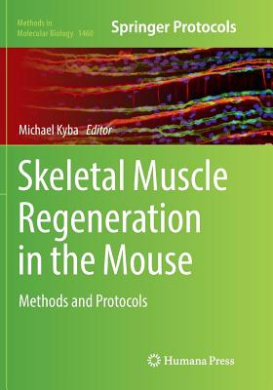 Methods in
Molecular Biology 1460
Springer Protocols
Michael Kyba Editor
Skeletal Muscle
Regeneration
in the Mouse
Methods and Protocols
Humana Press